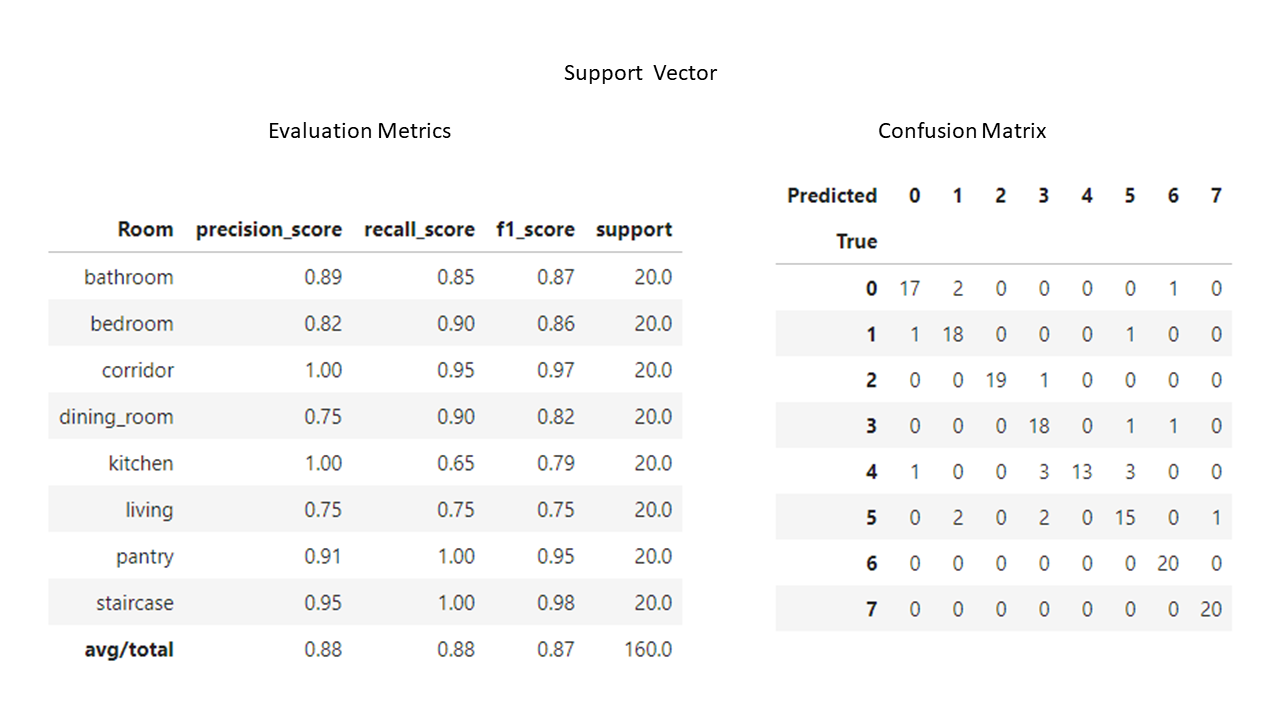 Support Vector
Evaluation Metrics
Room precision_score recall_score f1_score support
bathroom 0.89 0.85 0.87 20.0
bedroom 0.82 0.90 0.86 20.0
corridor 1.00 0.95 0.97 20.0
dining_room 0.75 0.90 0.82 20.0
kitchen 1.00 0.65 0.79 20.0
living 0.75 0.75 0.75 20.0
pantry 0.91 1.00 0.95 20.0
staircase 0.95 1.00 0.98 20.0
avg/total 0.88 0.88 0.87 160.0
Confusion Matrix
Predicted 0 1 2 3 4 5 6 7
True
0 17 2 0 0 0 0 1 0
1 1 18 0 0 0 1 0 0
2 0 0 19 1 0 0 0 0
3 0 0 0 18 0 1 1 0
4 1 0 0 3 13 3 0 0
5 0 2 0 2 0 15 0 1
6 0 0 0 0 0 0 20 0
7 0 0 0 0 0 0 0 20